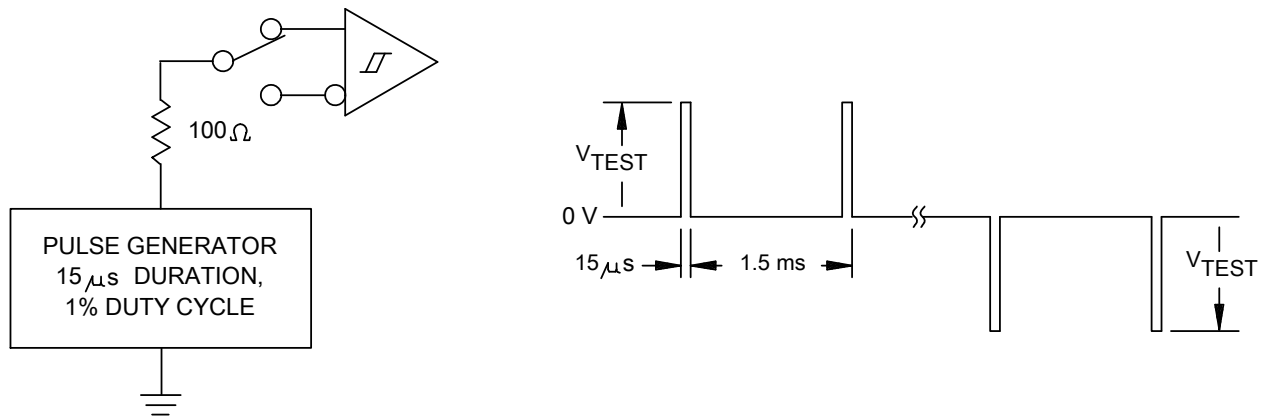 100Ω
PULSE GENERATOR
15μs DURATION,
1% DUTY CYCLE
VTEST
0 V
15μs
1.5 ms
VTEST